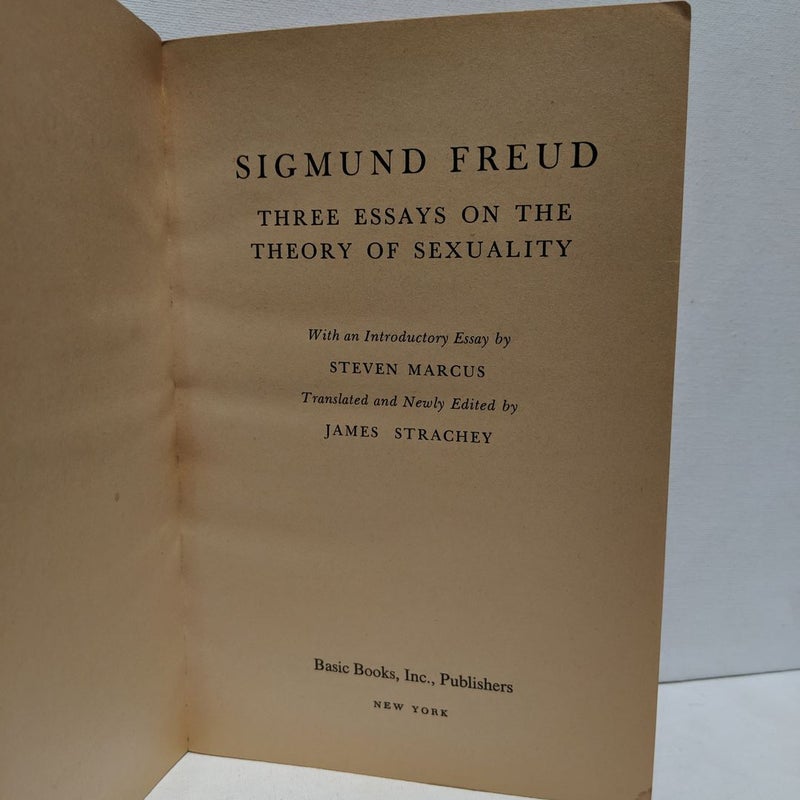 SIGMUND FREUD
THREE ESSAYS ON THE
THEORY OF SEXUALITY
With an Introductory Essay by
STEVEN MARCUS
Translated and Newly Edited by
JAMES STRACHEY
Basic Books, Inc., Publishers
NEW YORK